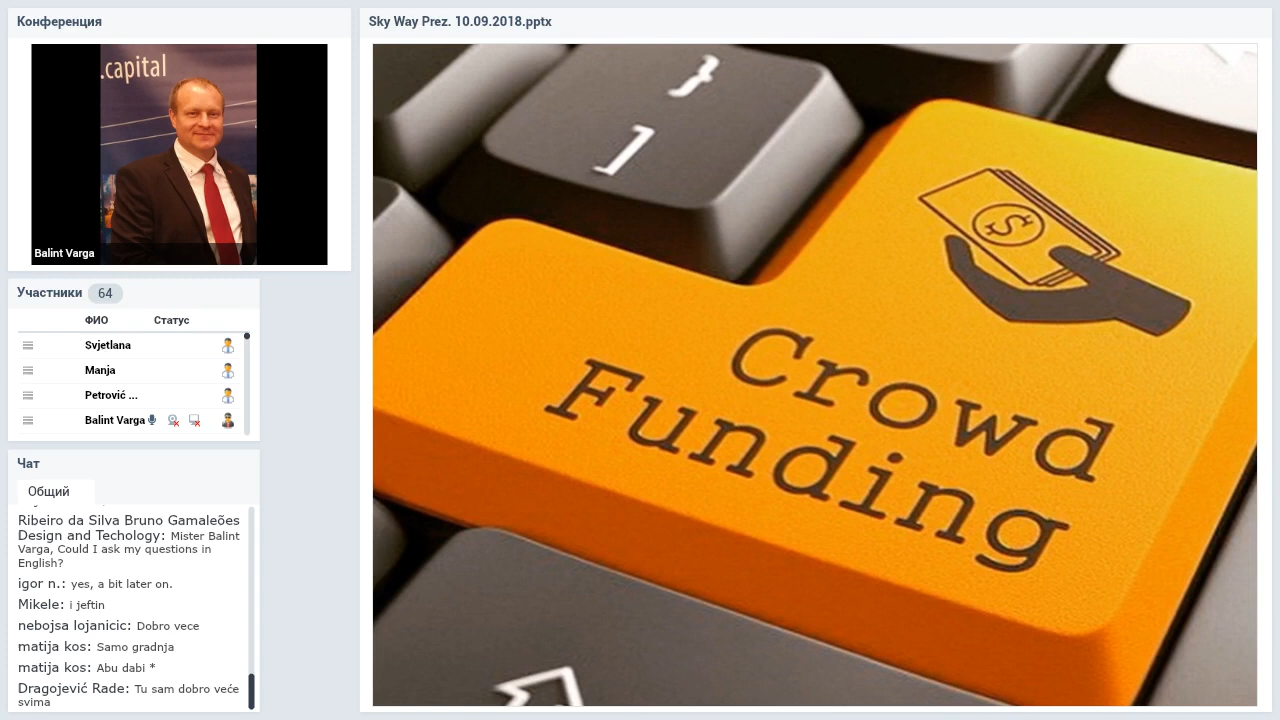 Конференция
.capital
Balint Varga
Участники 64
ФИО Статус
Svjetlana
Manja
Petrović ...
Balint Varga
Чат
Общий
Ribeiro da Silva Bruno Gamaleões
Design and Techology: Mister Balint
Varga, Could I ask my questions in
English?
igor n.: yes, a bit later on.
Mikele: i jeftin
nebojsa lojanicic: Dobro vece
matija kos: Samo gradnja
matija kos: Abu dabi *
Dragojević Rade: Tu sam dobro veće
svima
Sky Way Prez. 10.09.2018.pptx
}
]
$
Crowd
Funding